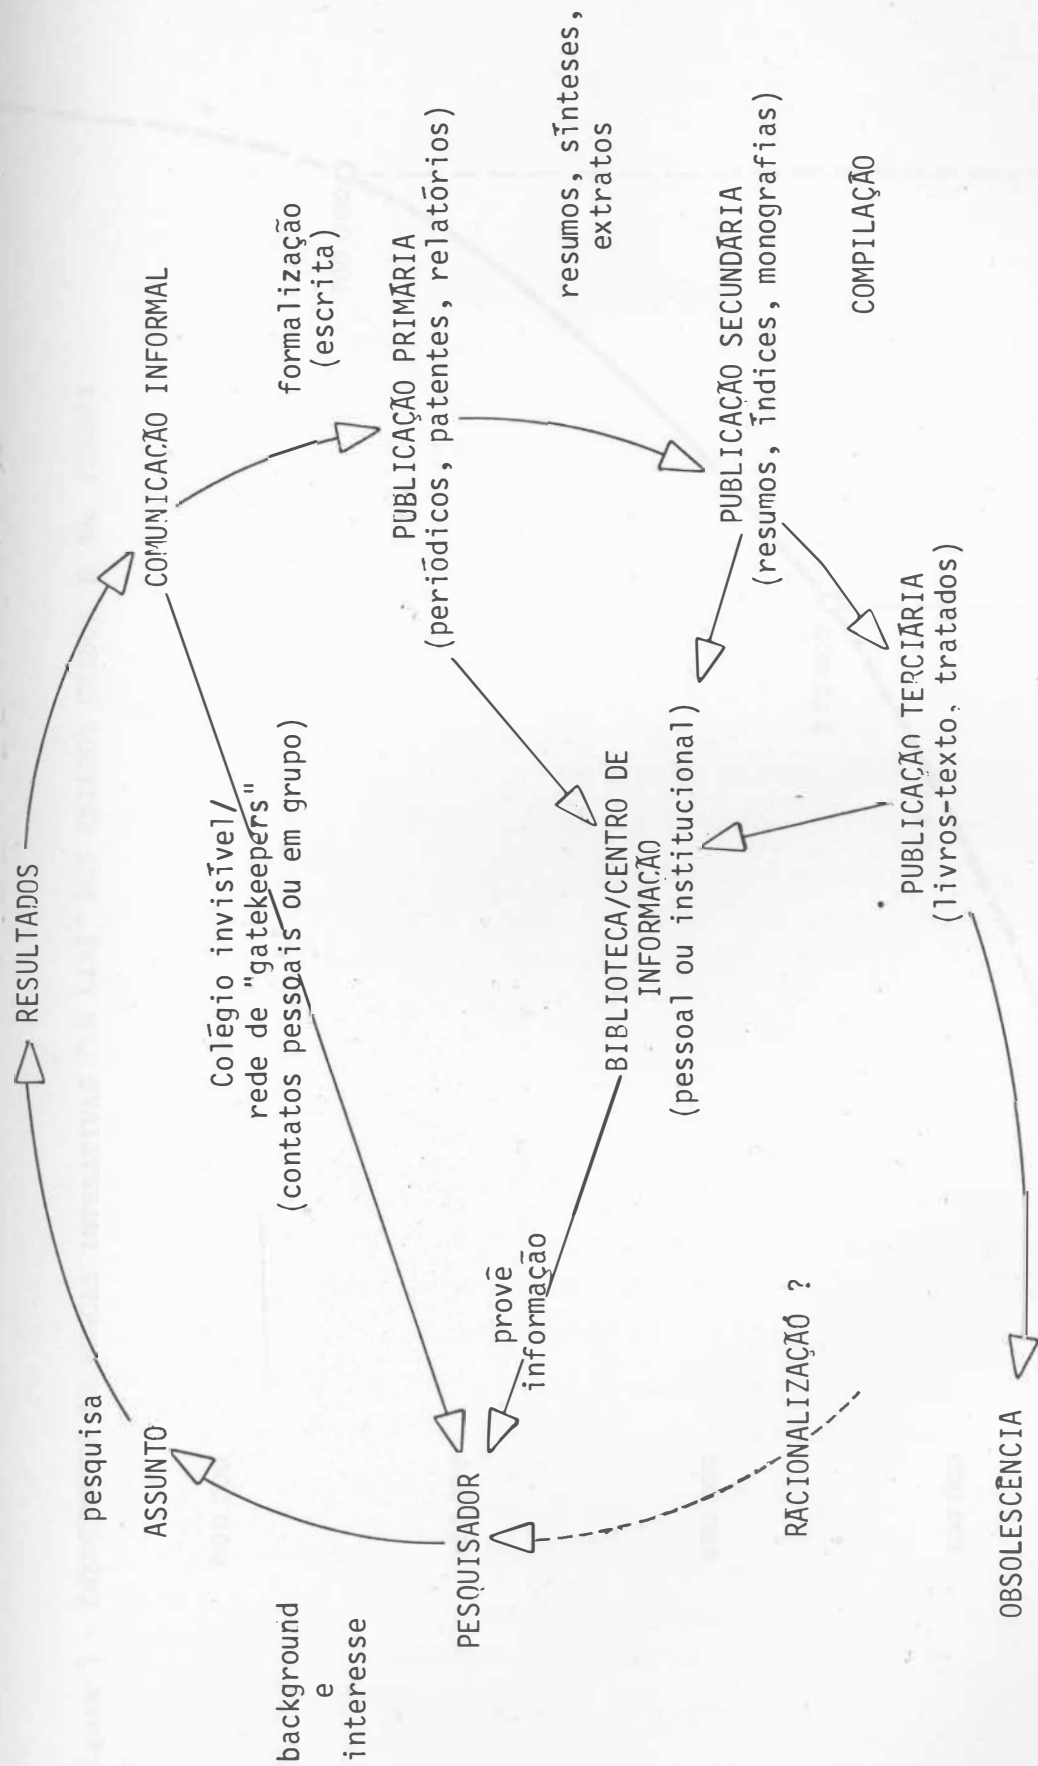 RESULTADOS
pesquisa
ASSUNTO
COMUNICAÇÃO INFORMAL
Colégio invisível/
rede de "gatekeepers"
(contatos pessoais ou em grupo)
formalização
(escrita)
background
e
interesse
PESQUISADOR
PUBLICAÇÃO PRIMÁRIA
(periódicos, patentes, relatórios)
provê
informação
resumos, sínteses,
extratos
BIBLIOTECA/CENTRO DE
INFORMAÇÃO
(pessoal ou institucional)
PUBLICAÇÃO SECUNDÁRIA
(resumos, índices, monografias)
RACIONALIZAÇÃO ?
COMPILAÇÃO
PUBLICAÇÃO TERCIÁRIA
(livros-texto, tratados)
OBSOLESCÊNCIA